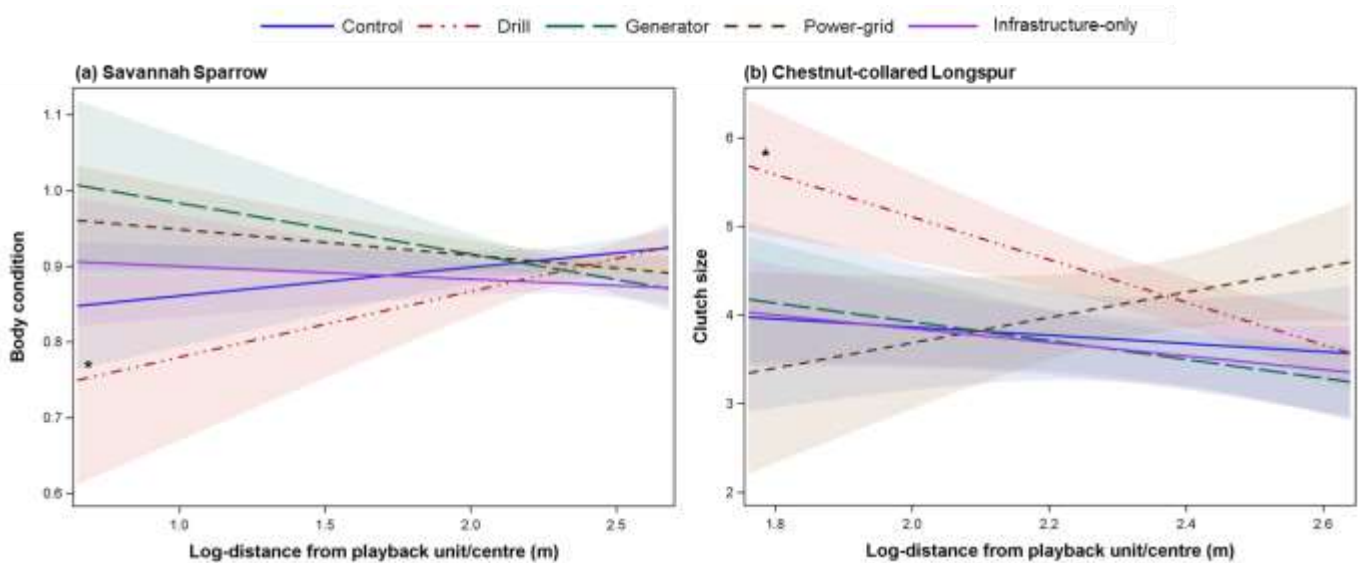 Control Drill Generator Power-grid Infrastructure-only
(a) Savannah Sparrow
(b) Chestnut-collared Longspur
Body condition
1.1
1.0
0.9
0.8
0.7
0.6
*
1.0 1.5 2.0 2.5
Log-distance from playback unit/centre (m)
Clutch size
6
5
4
3
2
*
1.8 2.0 2.2 2.4 2.6
Log-distance from playback unit/centre (m)